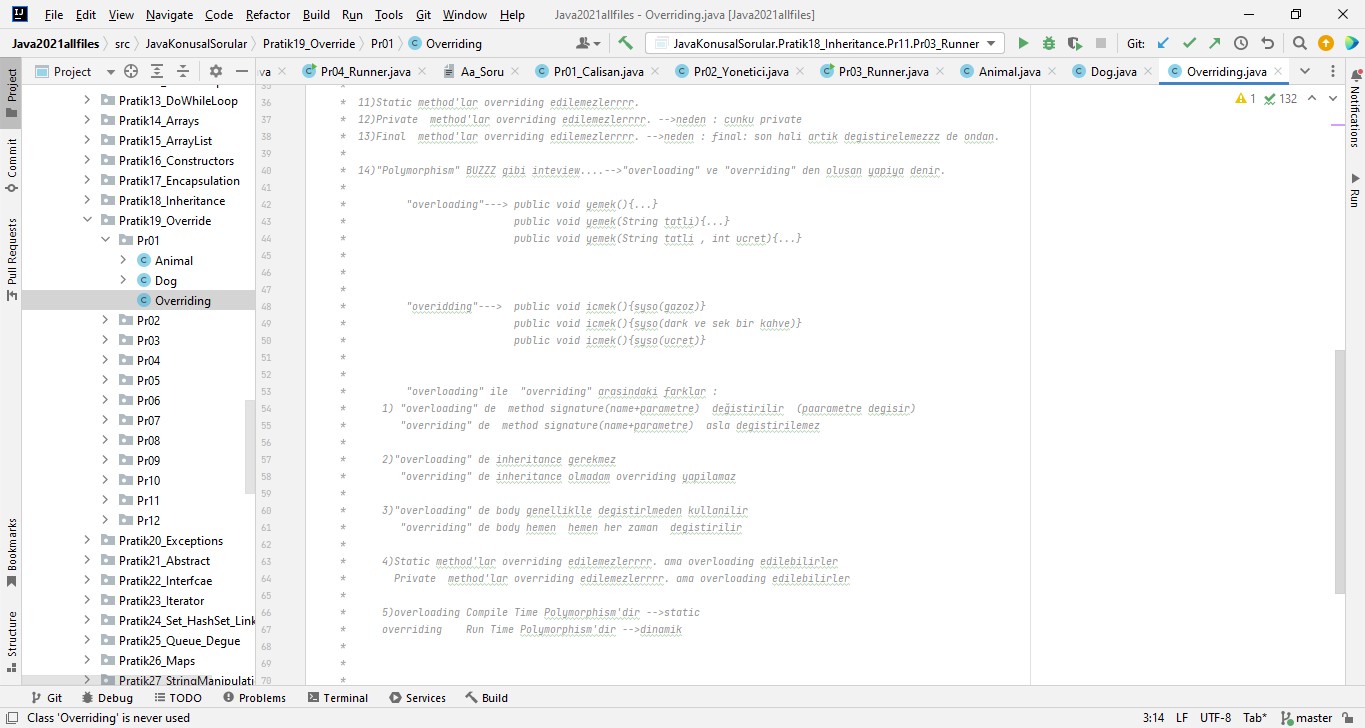 File Edit View Navigate Code Refactor Build Run Tools Git Window Help Java2021allfiles - Overriding.java [Java2021allfiles]
Java2021allfiles src JavaKonusalSorular Pratik19_Override Pr01 Overriding JavaKonusalSorular.Pratik18_Inheritance.Pr11.Pr03_Runner Git:
Project va Pr04_Runner.java Aa_Soru Pr01_Calisan.java Pr02_Yonetici.java Pr03_Runner.java Animal.java Dog.java Overriding.java
Project
Commit
Pull Requests
Bookmarks
Structure
Pratik13_DoWhileLoop
Pratik14_Arrays
Pratik15_ArrayList
Pratik16_Constructors
Pratik17_Encapsulation
Pratik18_Inheritance
Pratik19_Override
Pr01
Animal
Dog
Overriding
Pr02
Pr03
Pr04
Pr05
Pr06
Pr07
Pr08
Pr09
Pr10
Pr11
Pr12
Pratik20_Exceptions
Pratik21_Abstract
Pratik22_Interfcae
Pratik23_Iterator
Pratik24_Set_HashSet_Link
Pratik25_Queue_Degue
Pratik26_Maps
Pratik27_StringManipulati
35 *
36 * 11)Static method'lar overriding edilemezlerrrr.
37 * 12)Private method'lar overriding edilemezlerrrr. -->neden : cunku private
38 * 13)Final method'lar overriding edilemezlerrrr. -->neden : final: son hali artik degistirelemezzz de ondan.
39 *
40 * 14)"Polymorphism" BUZZZ gibi inteview....-->"overloading" ve "overriding" den olusan yapiya denir.
41 *
42 * "overloading"---> public void yemek(){...}
43 * public void yemek(String tatli){...}
44 * public void yemek(String tatli , int ucret){...}
45 *
46 *
47 *
48 * "overidding"---> public void icmek(){syso(gazoz)}
49 * public void icmek(){syso(dark ve sek bir kahve)}
50 * public void icmek(){syso(ucret)}
51 *
52 *
53 * "overloading" ile "overriding" arasindaki farklar :
54 * 1) "overloading" de method signature(name+parametre) değistirilir (paarametre degisir)
55 * "overriding" de method signature(name+parametre) asla degistirilemez
56 *
57 * 2)"overloading" de inheritance gerekmez
58 * "overriding" de inheritance olmadam overriding yapilamaz
59 *
60 * 3)"overloading" de body genelliklle degistirlmeden kullanilir
61 * "overriding" de body hemen hemen her zaman degistirilir
62 *
63 * 4)Static method'lar overriding edilemezlerrrr. ama overloading edilebilirler
64 * Private method'lar overriding edilemezlerrrr. ama overloading edilebilirler
65 *
66 * 5)overloading Compile Time Polymorphism'dir -->static
67 * overriding Run Time Polymorphism'dir -->dinamik
68 *
69 *
70 *
1 132
Notifications
Run
Git Debug TODO Problems Terminal Services Build
Class 'Overriding' is never used 3:14 LF UTF-8 Tab* master